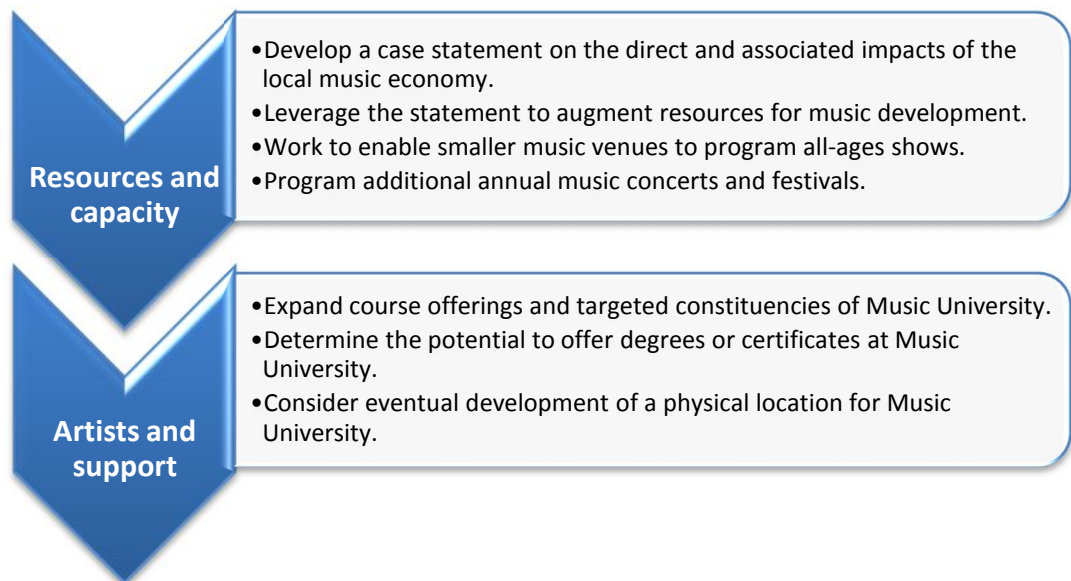 Resources and
capacity
•Develop a case statement on the direct and associated impacts of the
local music economy.
•Leverage the statement to augment resources for music development.
•Work to enable smaller music venues to program all-ages shows.
•Program additional annual music concerts and festivals.
Artists and
support
•Expand course offerings and targeted constituencies of Music University.
•Determine the potential to offer degrees or certificates at Music
University.
•Consider eventual development of a physical location for Music
University.